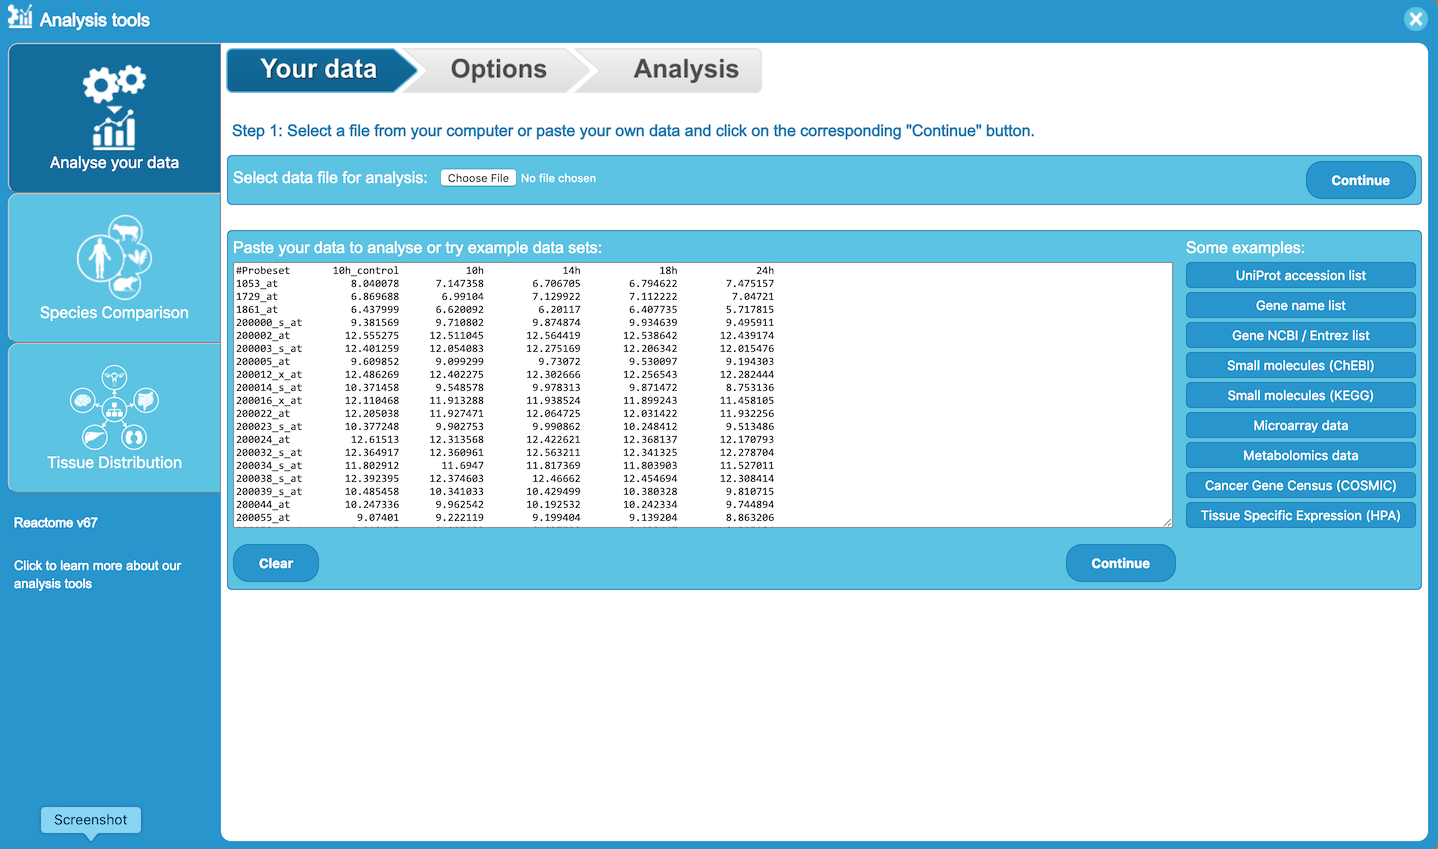 Analysis tools
Analyse your data
Species Comparison
Tissue Distribution
Reactome v67
Click to learn more about our
analysis tools
Screenshot
Your data
Options
Analysis
Step 1: Select a file from your computer or paste your own data and click on the corresponding "Continue" button.
Select data file for analysis: Choose File No file chosen
Continue
Paste your data to analyse or try example data sets:
#Probeset 10h_control 10h 14h 18h 24h
1053_at 8.040078 7.147358 6.706705 6.794622 7.475157
1729_at 6.869688 6.99104 7.129922 7.112222 7.04721
1861_at 6.437999 6.620092 6.20117 6.407735 5.717815
200000_s_at 9.381569 9.710802 9.874874 9.934639 9.495911
200002_at 12.555275 12.511045 12.564419 12.538642 12.439174
200003_s_at 12.401259 12.054083 12.275169 12.206342 12.015476
200005_at 9.609852 9.099299 9.73072 9.530097 9.194303
200012_x_at 12.486269 12.402275 12.302666 12.256543 12.282444
200014_s_at 10.371458 9.548578 9.978313 9.871472 8.753136
200016_x_at 12.110468 11.913288 11.938524 11.899243 11.458105
200022_at 12.205038 11.927471 12.064725 12.031422 11.932256
200023_s_at 10.377248 9.902753 9.990862 10.248412 9.513486
200024_at 12.61513 12.313568 12.422621 12.368137 12.170793
200032_s_at 12.364917 12.360961 12.563211 12.341325 12.278704
200034_s_at 11.802912 11.6947 11.817369 11.803903 11.527011
200038_s_at 12.392395 12.374603 12.46662 12.454694 12.308414
200039_s_at 10.485458 10.341033 10.429499 10.380328 9.810715
200044_at 10.247336 9.962542 10.192532 10.242334 9.744894
200055_at 9.07401 9.222119 9.199404 9.139204 8.863206
Clear
Continue
Some examples:
UniProt accession list
Gene name list
Gene NCBI / Entrez list
Small molecules (ChEBI)
Small molecules (KEGG)
Microarray data
Metabolomics data
Cancer Gene Census (COSMIC)
Tissue Specific Expression (HPA)